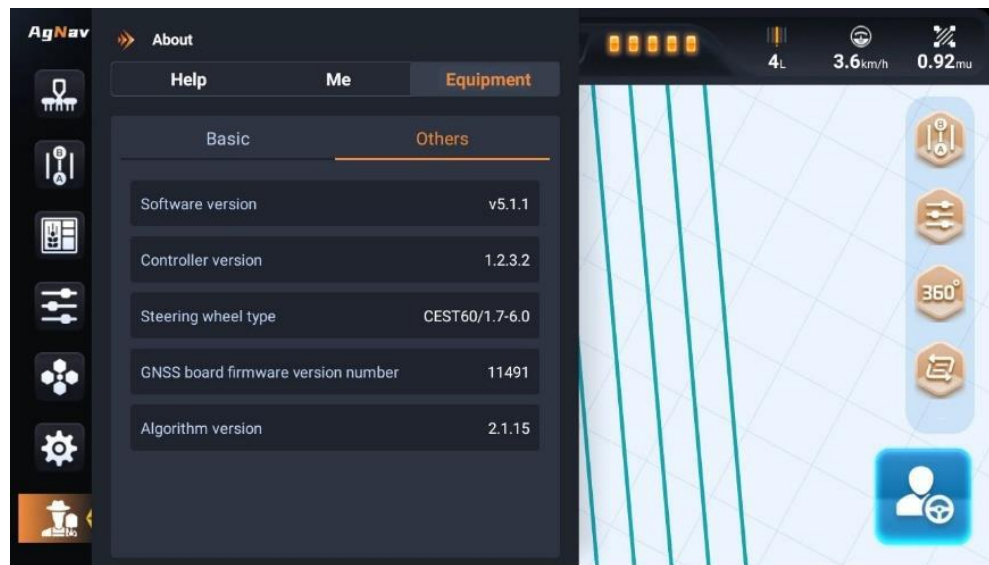 AgNav
About
4L
3.6km/h
0.92mu
Help Me Equipment
Basic Others
Software version v5.1.1
Controller version 1.2.3.2
Steering wheel type CEST60/1.7-6.0
GNSS board firmware version number 11491
Algorithm version 2.1.15
B
A
B
A
360°